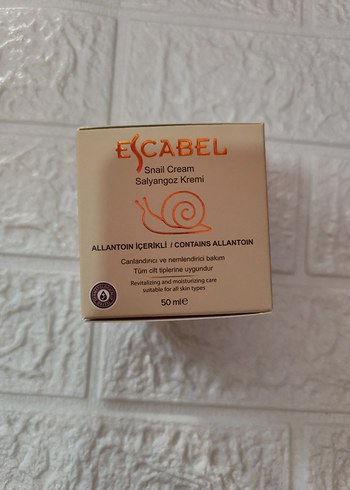 ESCABEL
Snail Cream
Salyangoz Kremi
ALLANTOIN İÇERİKLİ / CONTAINS ALLANTOIN
Canlandırıcı ve nemlendirici bakım
Tüm cilt tiplerine uygundur
Revitalizing and moisturizing care
suitable for all skin types
50 ml℮